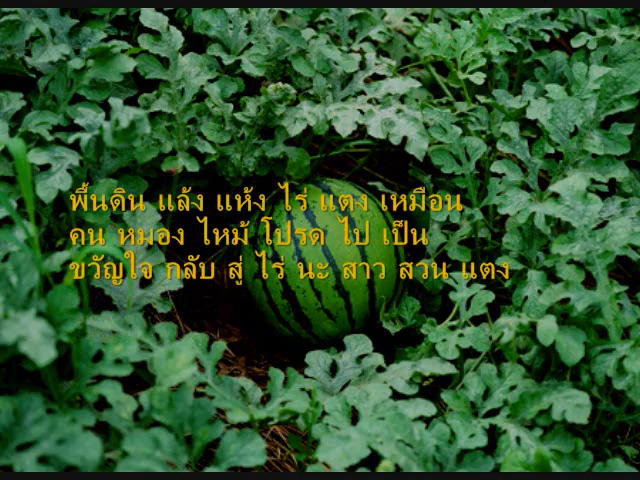 พื้นดิน แล้ง แห้ง ไร่ แตง เหมือน
คน หมอง ไหม้ โปรด ไป เป็น
ขวัญใจ กลับ สู่ ไร่ นะ สาว สวน แตง